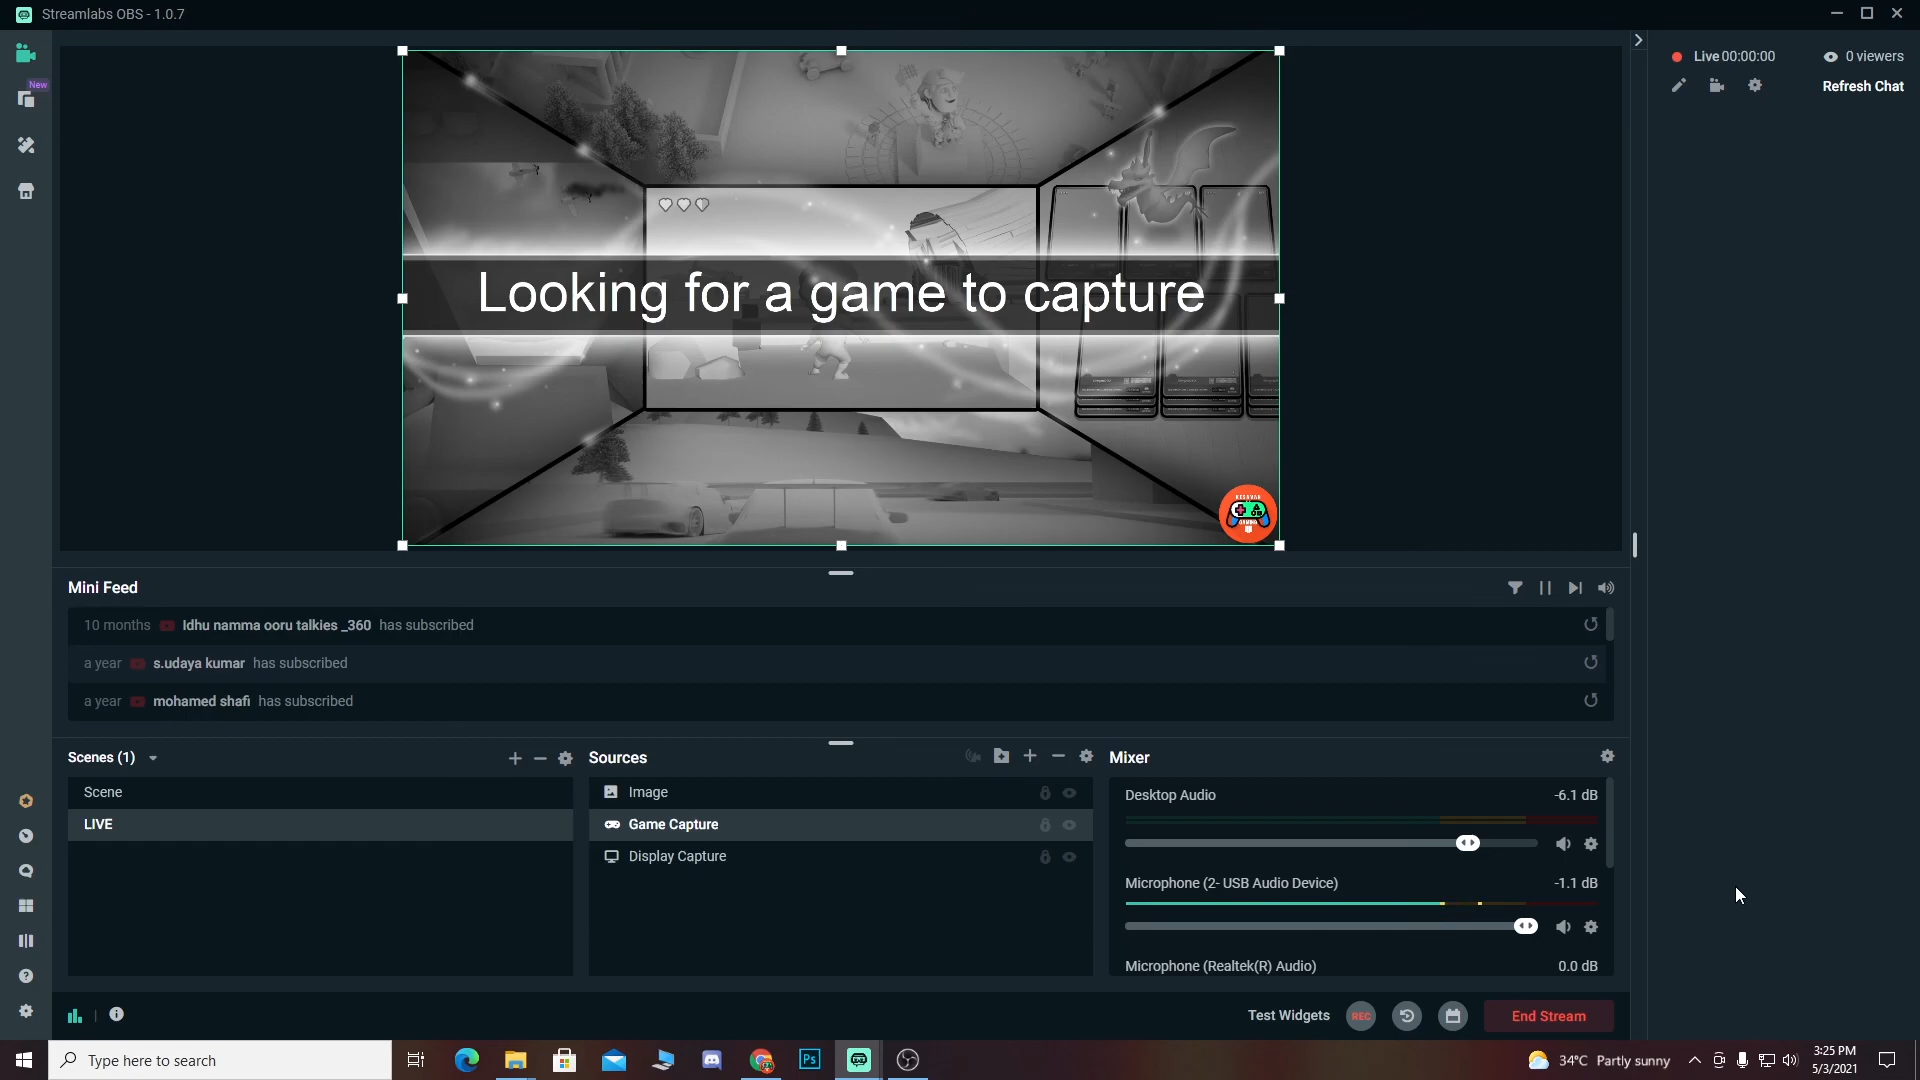 Streamlabs OBS - 1.0.7
New
Live 00:00:00
0 viewers
Refresh Chat
Looking for a game to capture
KESAVAN
GAMING
Mini Feed
10 months Idhu namma ooru talkies _360 has subscribed
a year s.udaya kumar has subscribed
a year mohamed shafi has subscribed
Scenes (1)
Scene
LIVE
Sources
Image
Game Capture
Display Capture
Mixer
Desktop Audio -6.1 dB
Microphone (2- USB Audio Device) -1.1 dB
Microphone (Realtek(R) Audio) 0.0 dB
Test Widgets
REC
End Stream
Type here to search
Ps
34°C Partly sunny
3:25 PM
5/3/2021